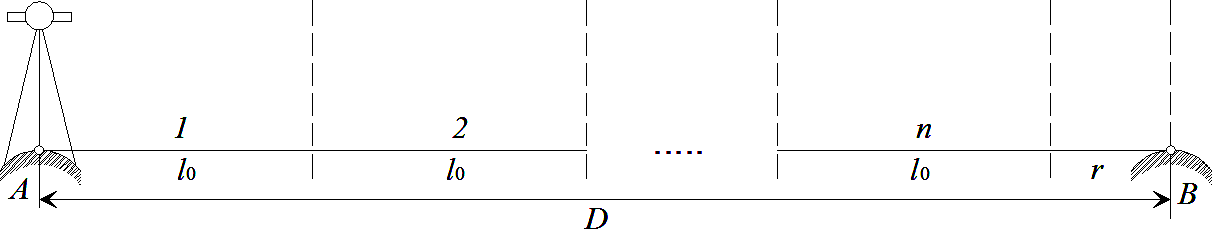 1 2 ..... n
l₀ l₀ l₀ r
A B
D